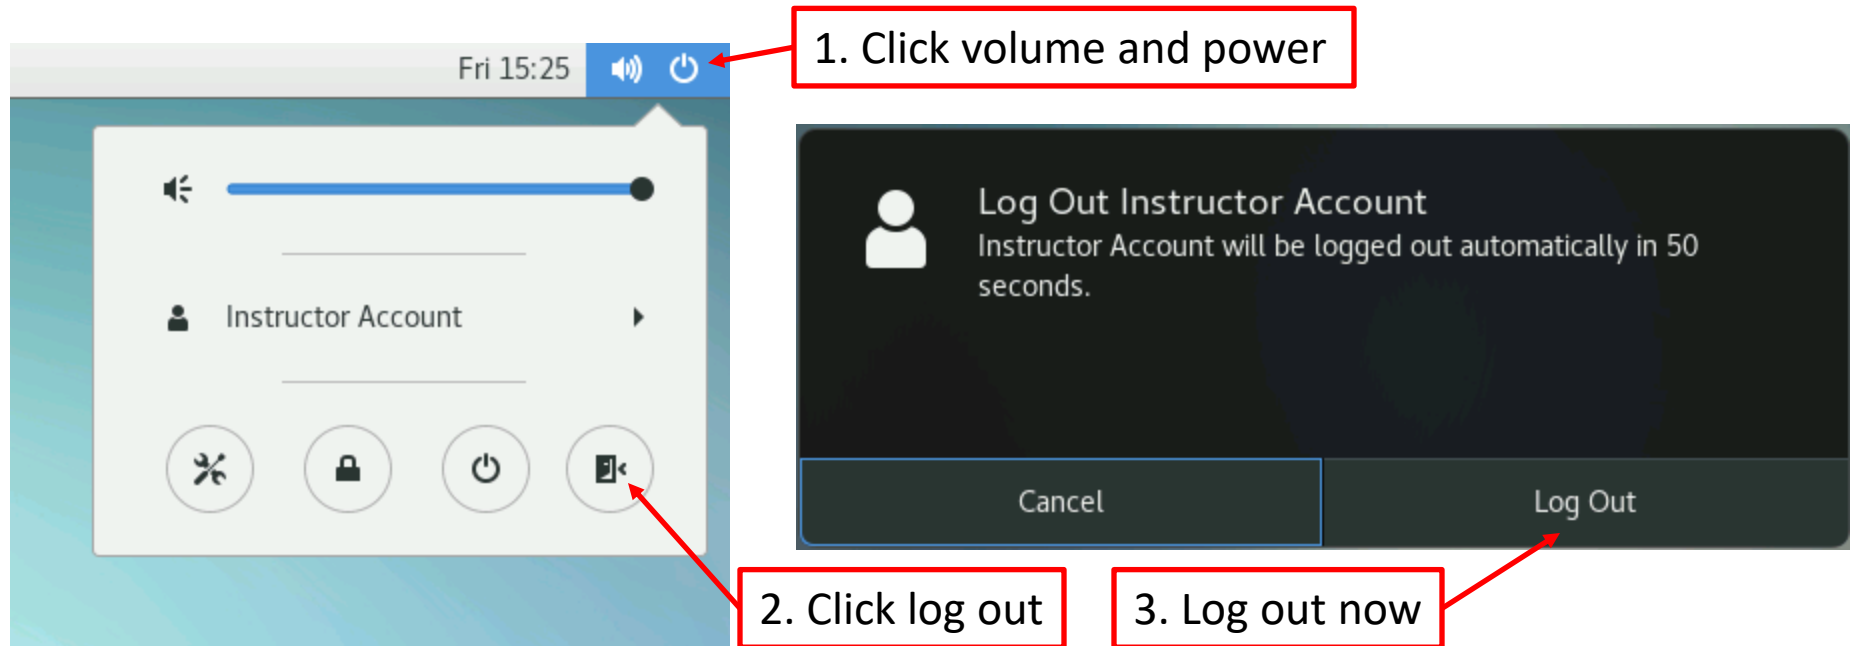 1. Click volume and power
Fri 15:25
Log Out Instructor Account
Instructor Account will be logged out automatically in 50
seconds.
Instructor Account
Cancel
Log Out
2. Click log out
3. Log out now